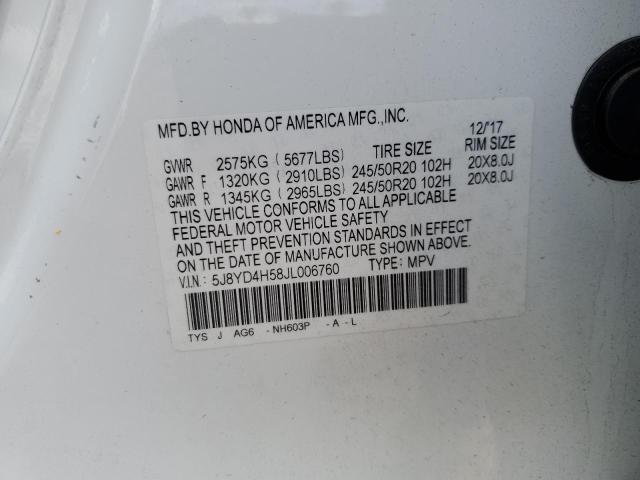 MFD.BY HONDA OF AMERICA MFG.,INC. 12/'17
GVWR 2575KG ( 5677LBS) TIRE SIZE RIM SIZE
GAWR F 1320KG ( 2910LBS) 245/50R20 102H 20X8.0J
GAWR R 1345KG ( 2965LBS) 245/50R20 102H 20X8.0J
THIS VEHICLE CONFORMS TO ALL APPLICABLE
FEDERAL MOTOR VEHICLE SAFETY
AND THEFT PREVENTION STANDARDS IN EFFECT
ON THE DATE OF MANUFACTURE SHOWN ABOVE.
V.I.N.: 5J8YD4H58JL006760 TYPE: MPV
TYS J AG6 -NH603P -A-L